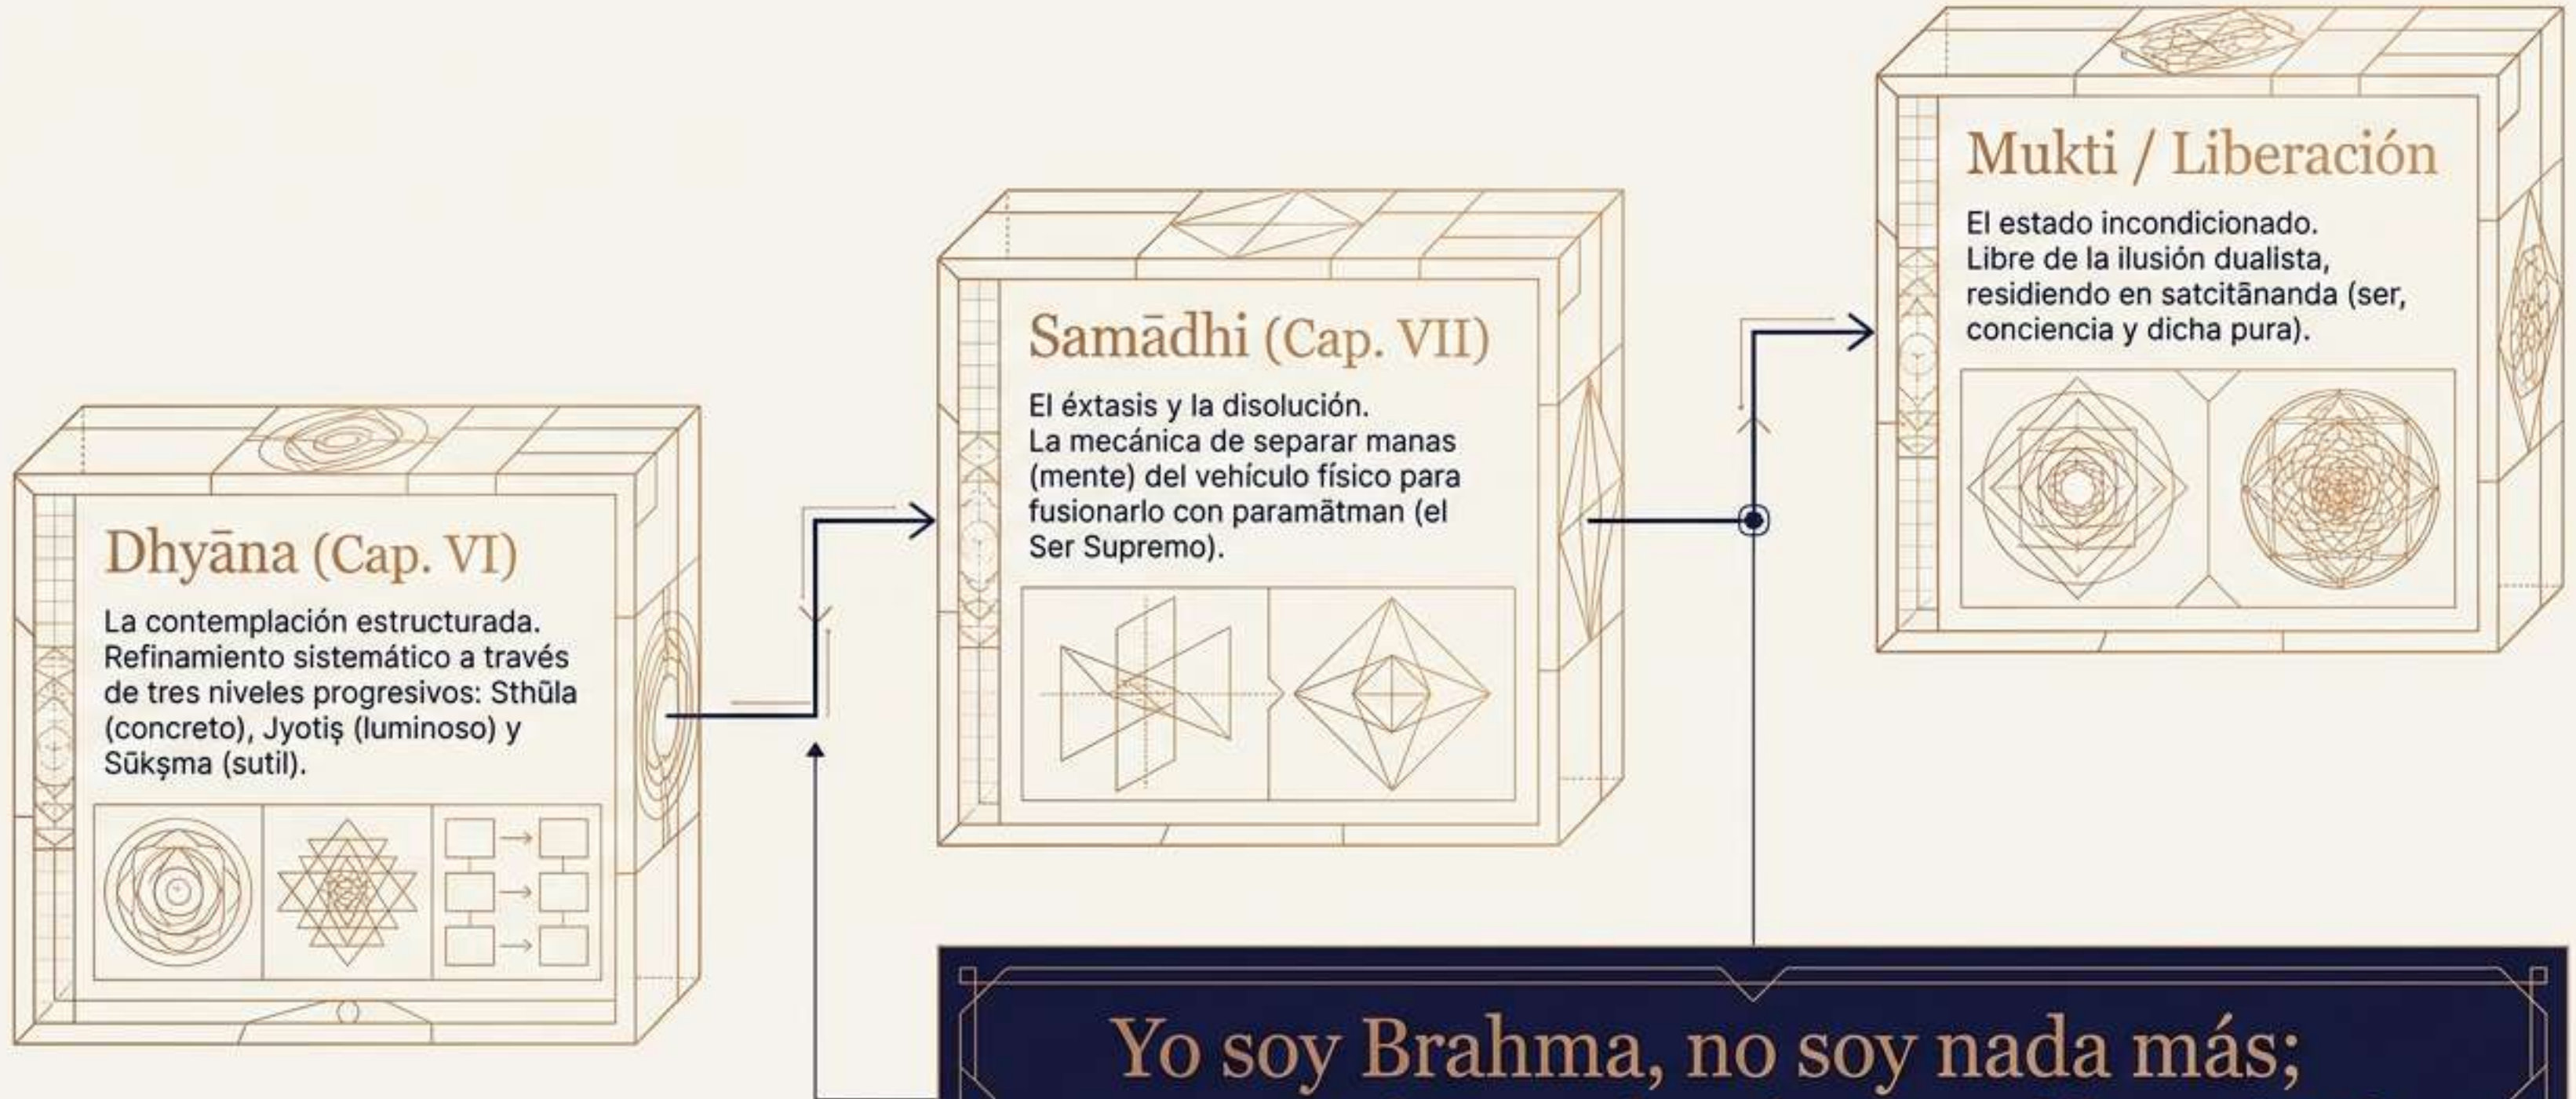 Dhyāna (Cap. VI)
La contemplación estructurada.
Refinamiento sistemático a través
de tres niveles progresivos: Sthūla
(concreto), Jyotiṣ (luminoso) y
Sūkṣma (sutil).
Samādhi (Cap. VII)
El éxtasis y la disolución.
La mecánica de separar manas
(mente) del vehículo físico para
fusionarlo con paramātman (el
Ser Supremo).
Mukti / Liberación
El estado incondicionado.
Libre de la ilusión dualista,
residiendo en satcitānanda (ser,
conciencia y dicha pura).
Yo soy Brahma, no soy nada más;